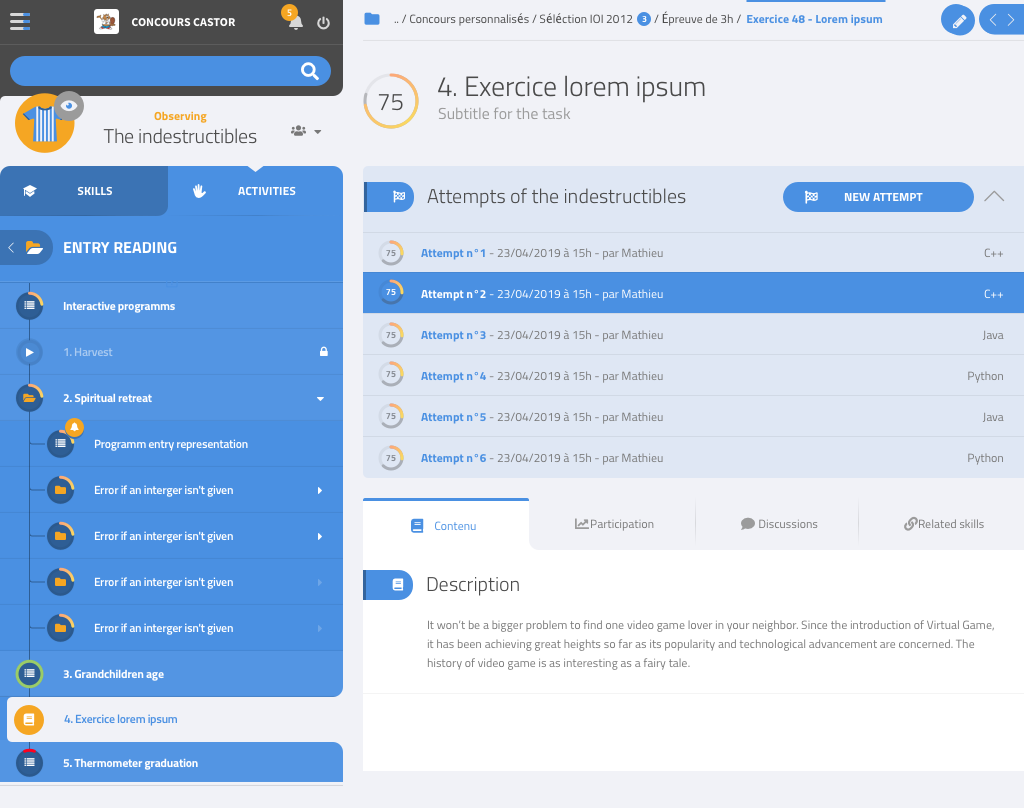 CONCOURS CASTOR
5
Observing
The indestructibles
SKILLS
ACTIVITIES
ENTRY READING
Interactive programms
1. Harvest
2. Spiritual retreat
Programm entry representation
Error if an interger isn't given
Error if an interger isn't given
Error if an interger isn't given
Error if an interger isn't given
3. Grandchildren age
4. Exercice lorem ipsum
5. Thermometer graduation
.. / Concours personnalisés / Séléction IOI 2012 3 / Épreuve de 3h / Exercice 48 - Lorem ipsum
75
4. Exercice lorem ipsum
Subtitle for the task
Attempts of the indestructibles
NEW ATTEMPT
75 Attempt n°1 - 23/04/2019 à 15h - par Mathieu C++
75 Attempt n°2 - 23/04/2019 à 15h - par Mathieu C++
75 Attempt n°3 - 23/04/2019 à 15h - par Mathieu Java
75 Attempt n°4 - 23/04/2019 à 15h - par Mathieu Python
75 Attempt n°5 - 23/04/2019 à 15h - par Mathieu Java
75 Attempt n°6 - 23/04/2019 à 15h - par Mathieu Python
Contenu
Participation
Discussions
Related skills
Description
It won't be a bigger problem to find one video game lover in your neighbor. Since the introduction of Virtual Game,
it has been achieving great heights so far as its popularity and technological advancement are concerned. The
history of video game is as interesting as a fairy tale.